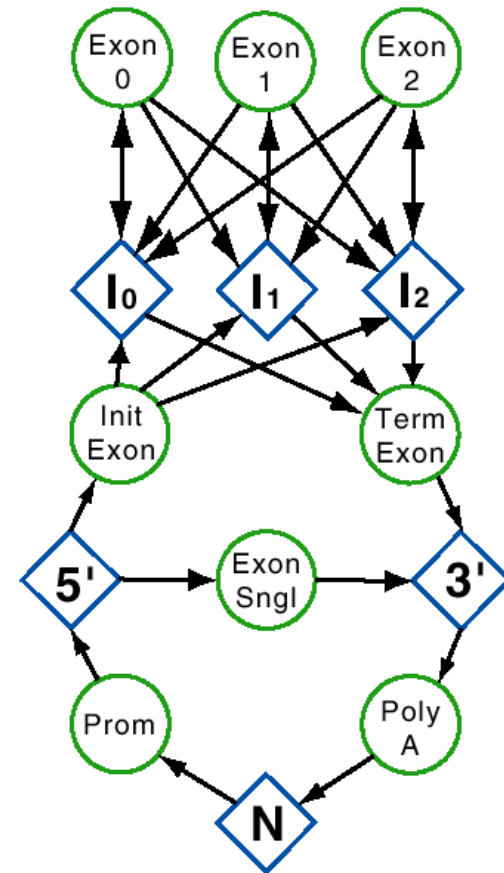 Exon
0
Exon
1
Exon
2
I0
I1
I2
Init
Exon
Term
Exon
5'
Exon
Sngl
3'
Prom
Poly
A
N